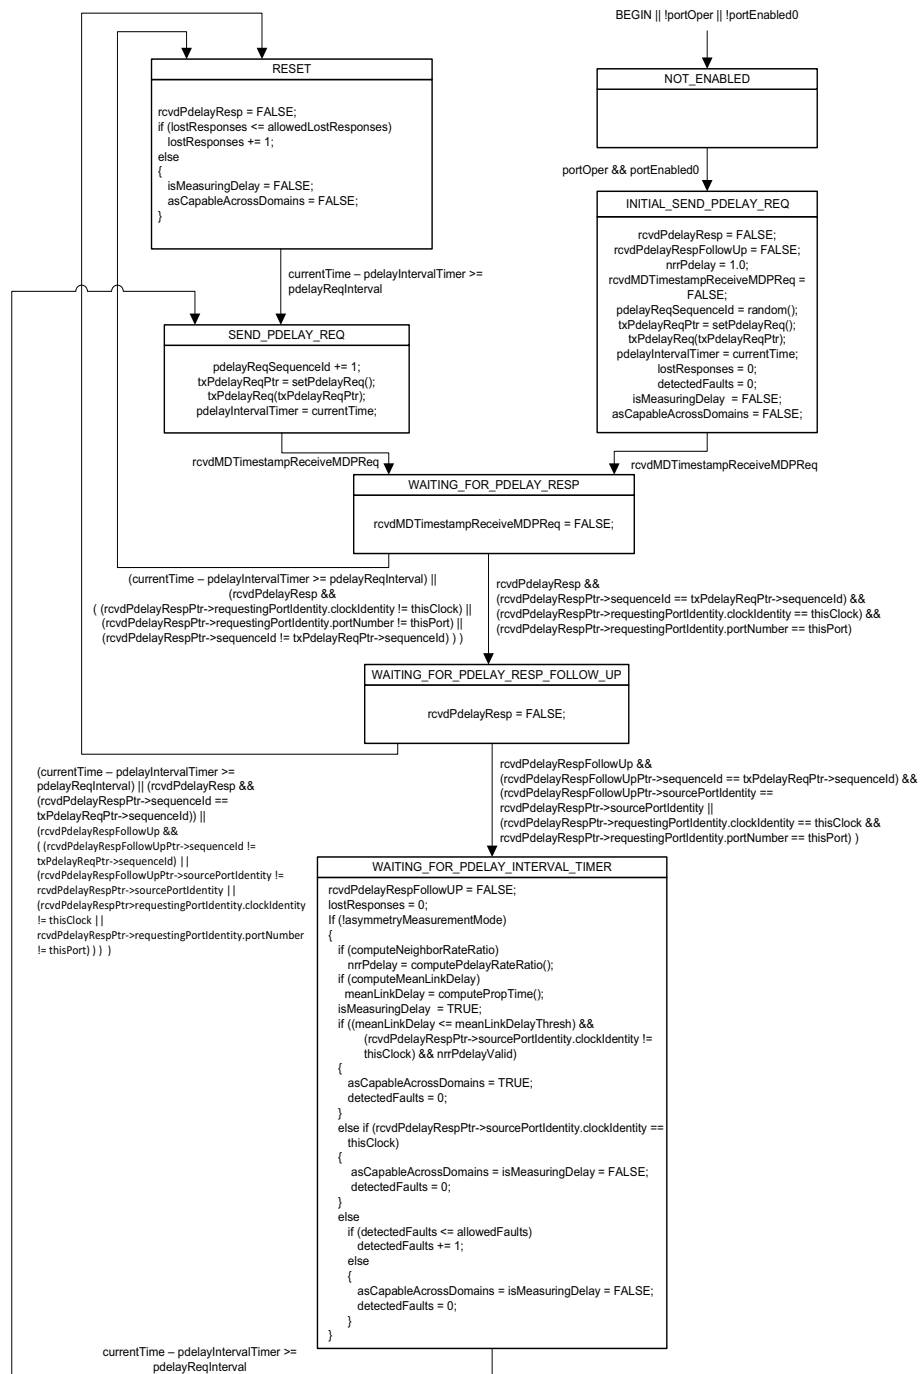 BEGIN || !portOper || !portEnabled0
RESET
rcvdPdelayResp = FALSE;
if (lostResponses <= allowedLostResponses)
lostResponses += 1;
else
{
isMeasuringDelay = FALSE;
asCapableAcrossDomains = FALSE;
}
NOT_ENABLED
portOper && portEnabled0
INITIAL_SEND_PDELAY_REQ
rcvdPdelayResp = FALSE;
rcvdPdelayRespFollowUp = FALSE;
nrrPdelay = 1.0;
rcvdMDTimestampReceiveMDPReq =
FALSE;
pdelayReqSequenceId = random();
txPdelayReqPtr = setPdelayReq();
txPdelayReq(txPdelayReqPtr);
pdelayIntervalTimer = currentTime;
lostResponses = 0;
detectedFaults = 0;
isMeasuringDelay  = FALSE;
asCapableAcrossDomains = FALSE;
currentTime – pdelayIntervalTimer >=
pdelayReqInterval
SEND_PDELAY_REQ
pdelayReqSequenceId += 1;
txPdelayReqPtr = setPdelayReq();
txPdelayReq(txPdelayReqPtr);
pdelayIntervalTimer = currentTime;
rcvdMDTimestampReceiveMDPReq
rcvdMDTimestampReceiveMDPReq
WAITING_FOR_PDELAY_RESP
rcvdMDTimestampReceiveMDPReq = FALSE;
(currentTime – pdelayIntervalTimer >= pdelayReqInterval) ||
(rcvdPdelayResp &&
( (rcvdPdelayRespPtr->requestingPortIdentity.clockIdentity != thisClock) ||
(rcvdPdelayRespPtr->requestingPortIdentity.portNumber != thisPort) ||
(rcvdPdelayRespPtr->sequenceId != txPdelayReqPtr->sequenceId) ) )
rcvdPdelayResp &&
(rcvdPdelayRespPtr->sequenceId == txPdelayReqPtr->sequenceId) &&
(rcvdPdelayRespPtr->requestingPortIdentity.clockIdentity == thisClock) &&
(rcvdPdelayRespPtr->requestingPortIdentity.portNumber == thisPort)
WAITING_FOR_PDELAY_RESP_FOLLOW_UP
rcvdPdelayResp = FALSE;
(currentTime – pdelayIntervalTimer >=
pdelayReqInterval) || (rcvdPdelayResp &&
(rcvdPdelayRespPtr->sequenceId ==
txPdelayReqPtr->sequenceId)) ||
(rcvdPdelayRespFollowUp &&
( (rcvdPdelayRespFollowUpPtr->sequenceId !=
txPdelayReqPtr->sequenceId) ||
(rcvdPdelayRespFollowUpPtr->sourcePortIdentity !=
rcvdPdelayRespPtr->sourcePortIdentity ||
(rcvdPdelayRespPtr>requestingPortIdentity.clockIdentity
!= thisClock ||
rcvdPdelayRespPtr->requestingPortIdentity.portNumber
!= thisPort) ) )  )
rcvdPdelayRespFollowUp &&
(rcvdPdelayRespFollowUpPtr->sequenceId == txPdelayReqPtr->sequenceId) &&
(rcvdPdelayRespFollowUpPtr->sourcePortIdentity ==
rcvdPdelayRespPtr->sourcePortIdentity ||
(rcvdPdelayRespPtr->requestingPortIdentity.clockIdentity == thisClock &&
rcvdPdelayRespPtr->requestingPortIdentity.portNumber == thisPort) )
WAITING_FOR_PDELAY_INTERVAL_TIMER
rcvdPdelayRespFollowUP = FALSE;
lostResponses = 0;
If (!asymmetryMeasurementMode)
{
if (computeNeighborRateRatio)
nrrPdelay = computePdelayRateRatio();
if (computeMeanLinkDelay)
meanLinkDelay = computePropTime();
isMeasuringDelay  = TRUE;
if ((meanLinkDelay <= meanLinkDelayThresh) &&
(rcvdPdelayRespPtr->sourcePortIdentity.clockIdentity !=
thisClock) && nrrPdelayValid)
{
asCapableAcrossDomains = TRUE;
detectedFaults = 0;
}
else if (rcvdPdelayRespPtr->sourcePortIdentity.clockIdentity ==
thisClock)
{
asCapableAcrossDomains = isMeasuringDelay = FALSE;
detectedFaults = 0;
}
else
if (detectedFaults <= allowedFaults)
detectedFaults += 1;
else
{
asCapableAcrossDomains = isMeasuringDelay = FALSE;
detectedFaults = 0;
}
}
currentTime – pdelayIntervalTimer >=
pdelayReqInterval